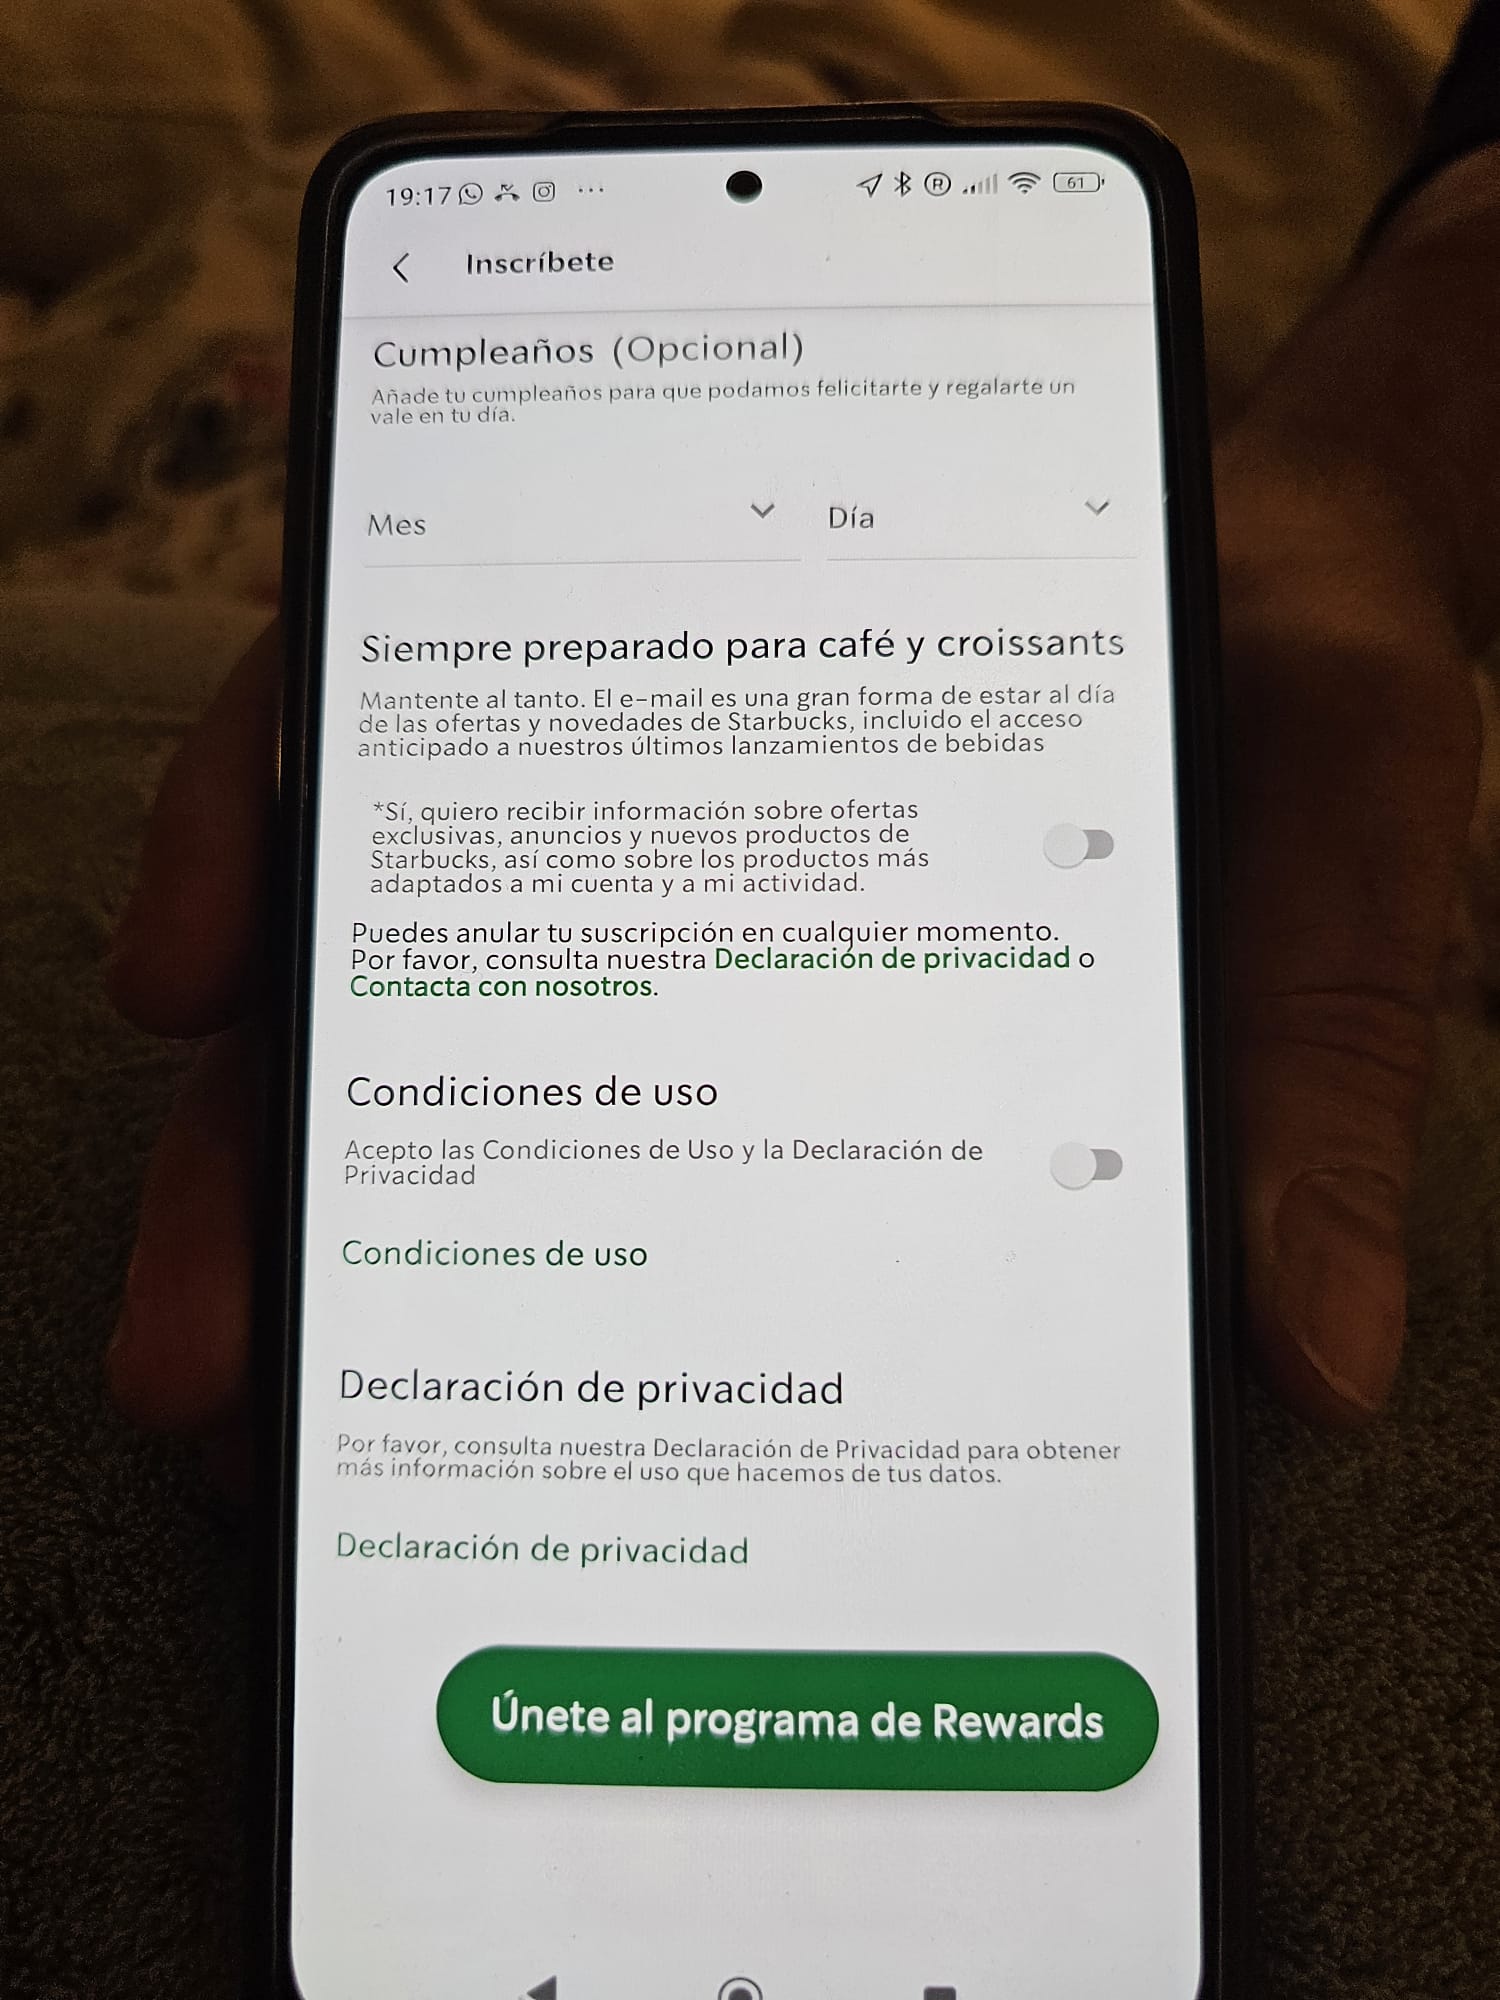 19:17 ...
R 61
Inscríbete
Cumpleaños (Opcional)
Añade tu cumpleaños para que podamos felicitarte y regalarte un
vale en tu día.
Mes
Día
Siempre preparado para café y croissants
Mantente al tanto. El e-mail es una gran forma de estar al día
de las ofertas y novedades de Starbucks, incluido el acceso
anticipado a nuestros últimos lanzamientos de bebidas
*Sí, quiero recibir información sobre ofertas
exclusivas, anuncios y nuevos productos de
Starbucks, así como sobre los productos más
adaptados a mi cuenta y a mi actividad.
Puedes anular tu suscripción en cualquier momento.
Por favor, consulta nuestra Declaración de privacidad o
Contacta con nosotros.
Condiciones de uso
Acepto las Condiciones de Uso y la Declaración de
Privacidad
Condiciones de uso
Declaración de privacidad
Por favor, consulta nuestra Declaración de Privacidad para obtener
más información sobre el uso que hacemos de tus datos.
Declaración de privacidad
Únete al programa de Rewards